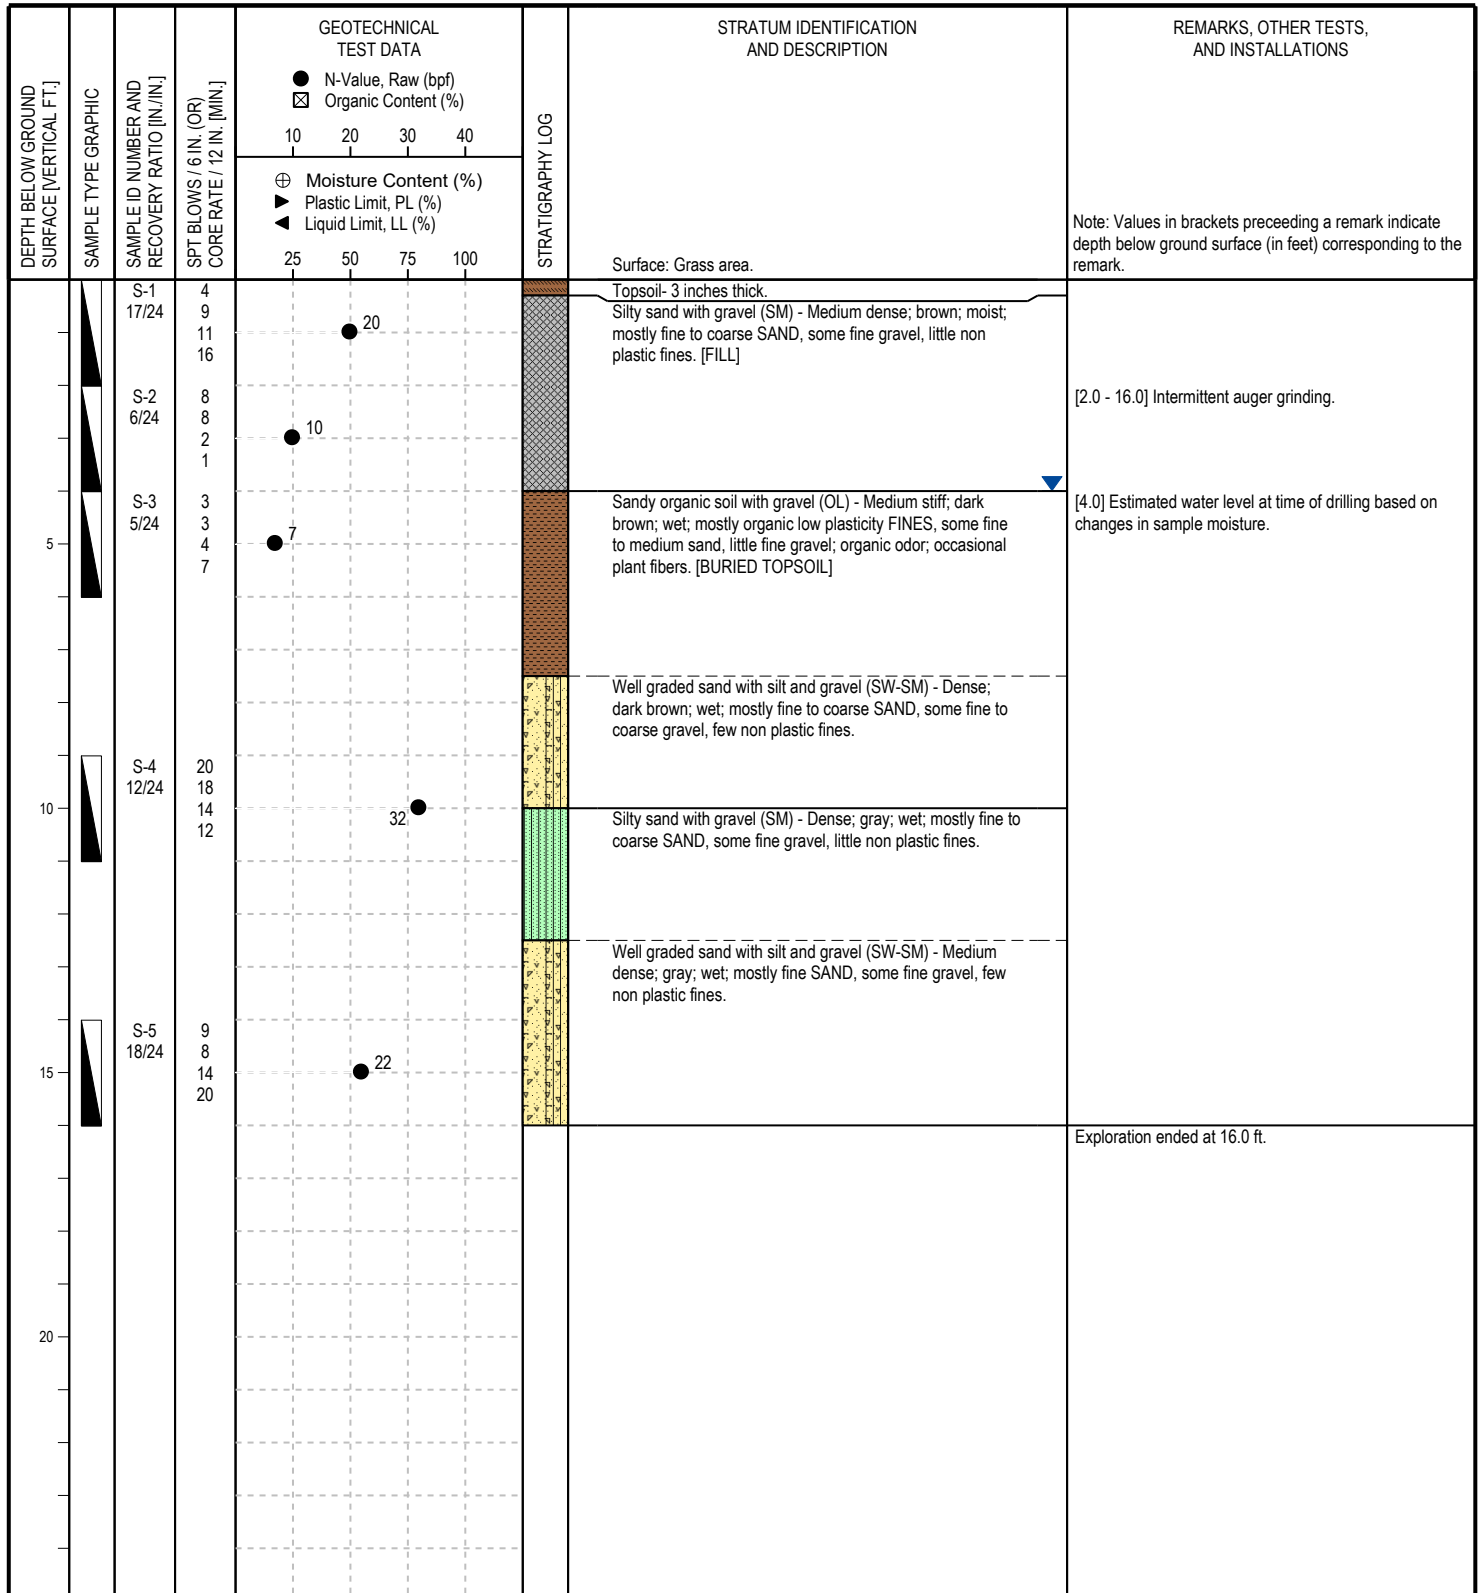 DEPTH BELOW GROUND
SURFACE [VERTICAL FT.]
SAMPLE TYPE GRAPHIC
SAMPLE ID NUMBER AND
RECOVERY RATIO [IN./IN.]
SPT BLOWS / 6 IN. (OR)
CORE RATE / 12 IN. [MIN.]
GEOTECHNICAL
TEST DATA
N-Value, Raw (bpf)
Organic Content (%)
10 20 30 40
Moisture Content (%)
Plastic Limit, PL (%)
Liquid Limit, LL (%)
25 50 75 100
STRATIGRAPHY LOG
STRATUM IDENTIFICATION
AND DESCRIPTION
Surface: Grass area.
REMARKS, OTHER TESTS,
AND INSTALLATIONS
Note: Values in brackets preceeding a remark indicate
depth below ground surface (in feet) corresponding to the
remark.
S-1
17/24
4
9
11
16
20
Topsoil- 3 inches thick.
Silty sand with gravel (SM) - Medium dense; brown; moist;
mostly fine to coarse SAND, some fine gravel, little non
plastic fines. [FILL]
S-2
6/24
8
8
2
1
10
[2.0 - 16.0] Intermittent auger grinding.
S-3
5/24
3
3
4
7
7
5
Sandy organic soil with gravel (OL) - Medium stiff; dark
brown; wet; mostly organic low plasticity FINES, some fine
to medium sand, little fine gravel; organic odor; occasional
plant fibers. [BURIED TOPSOIL]
[4.0] Estimated water level at time of drilling based on
changes in sample moisture.
Well graded sand with silt and gravel (SW-SM) - Dense;
dark brown; wet; mostly fine to coarse SAND, some fine to
coarse gravel, few non plastic fines.
S-4
12/24
20
18
14
12
32
10
Silty sand with gravel (SM) - Dense; gray; wet; mostly fine to
coarse SAND, some fine gravel, little non plastic fines.
Well graded sand with silt and gravel (SW-SM) - Medium
dense; gray; wet; mostly fine SAND, some fine gravel, few
non plastic fines.
S-5
18/24
9
8
14
20
22
15
Exploration ended at 16.0 ft.
20